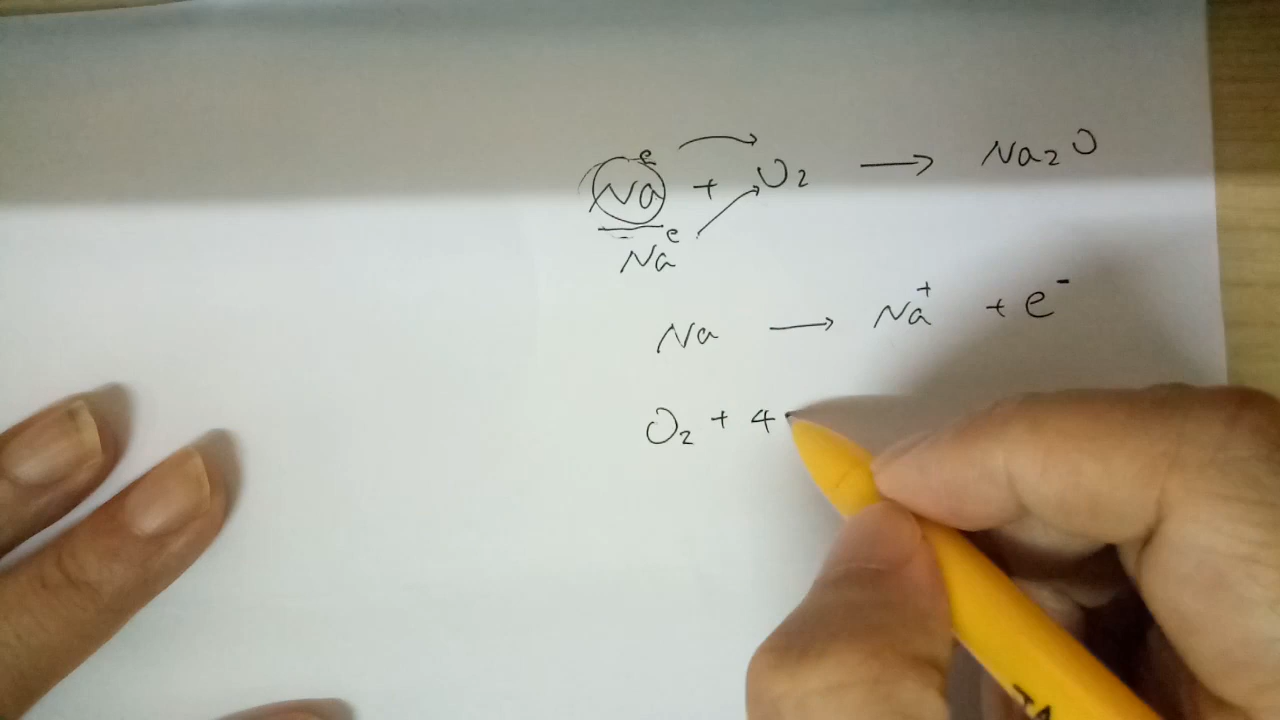 Na e + O₂ → Na₂O
Na e
Na → Na⁺ + e⁻
O₂ + 4